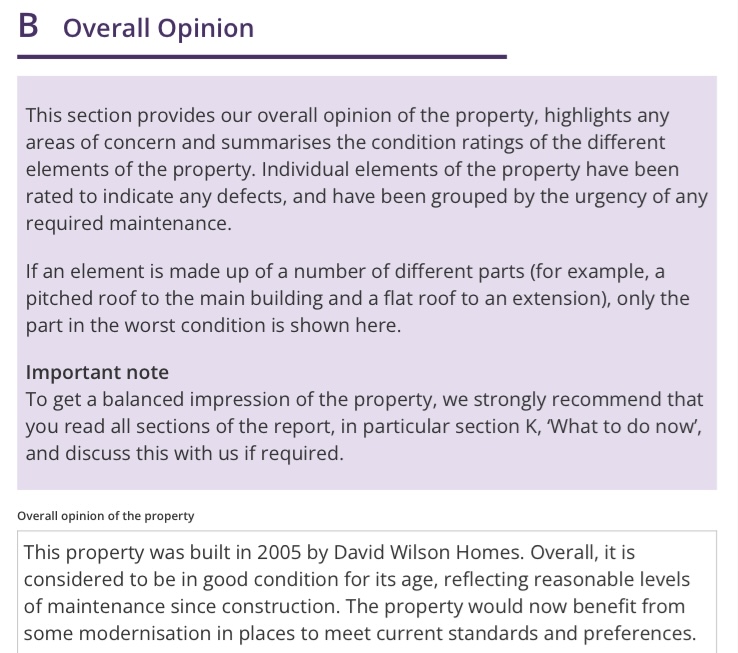 B Overall Opinion
This section provides our overall opinion of the property, highlights any
areas of concern and summarises the condition ratings of the different
elements of the property. Individual elements of the property have been
rated to indicate any defects, and have been grouped by the urgency of any
required maintenance.
If an element is made up of a number of different parts (for example, a
pitched roof to the main building and a flat roof to an extension), only the
part in the worst condition is shown here.
Important note
To get a balanced impression of the property, we strongly recommend that
you read all sections of the report, in particular section K, ‘What to do now’,
and discuss this with us if required.
Overall opinion of the property
This property was built in 2005 by David Wilson Homes. Overall, it is
considered to be in good condition for its age, reflecting reasonable levels
of maintenance since construction. The property would now benefit from
some modernisation in places to meet current standards and preferences.